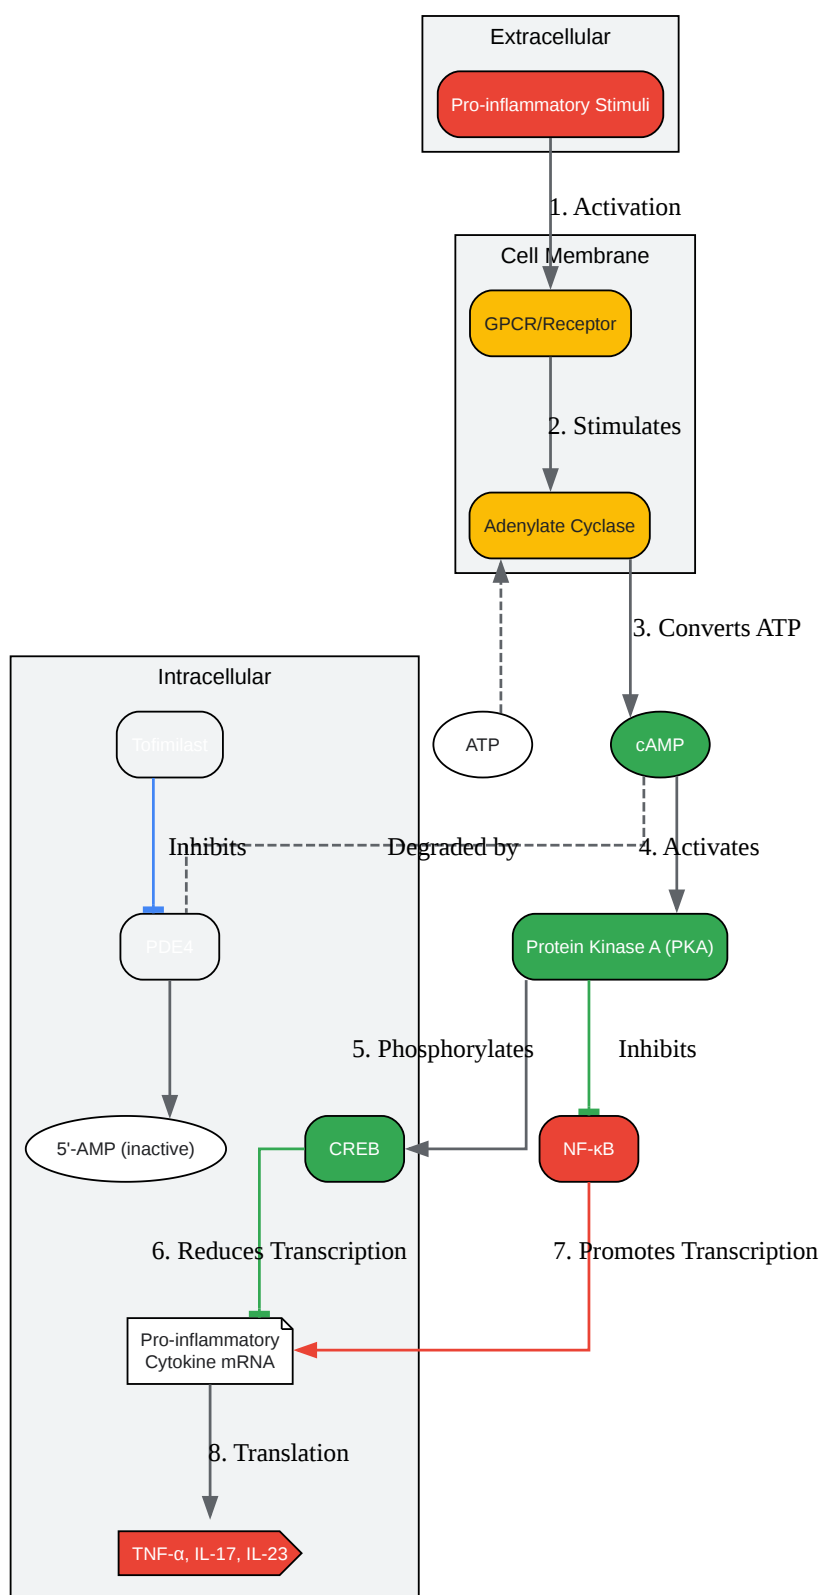 Extracellular
Pro-inflammatory Stimuli
1. Activation
Cell Membrane
GPCR/Receptor
2. Stimulates
Adenylate Cyclase
3. Converts ATP
Intracellular
Tofimilast
ATP
cAMP
Inhibits
Degraded by
4. Activates
PDE4
Protein Kinase A (PKA)
5. Phosphorylates
Inhibits
5'-AMP (inactive)
CREB
NF-κB
6. Reduces Transcription
7. Promotes Transcription
Pro-inflammatory
Cytokine mRNA
8. Translation
TNF-α, IL-17, IL-23